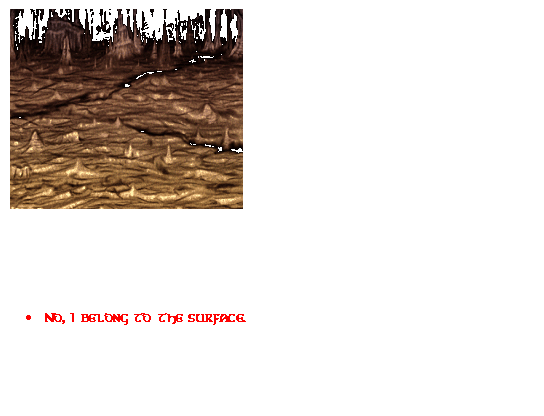 No, I belong to the surface.